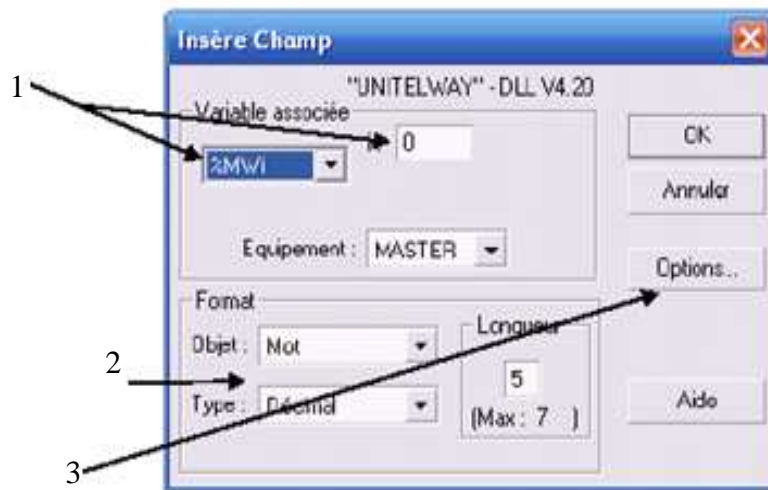 Insère Champ
"UNITELWAY" - DLL V4.20
1
Variable associée
0
%MWi
OK
Annuler
Equipement : MASTER
Options..
Format
Longueur
Objet : Mot
2
5
Type : Décimal
(Max : 7 )
Aide
3